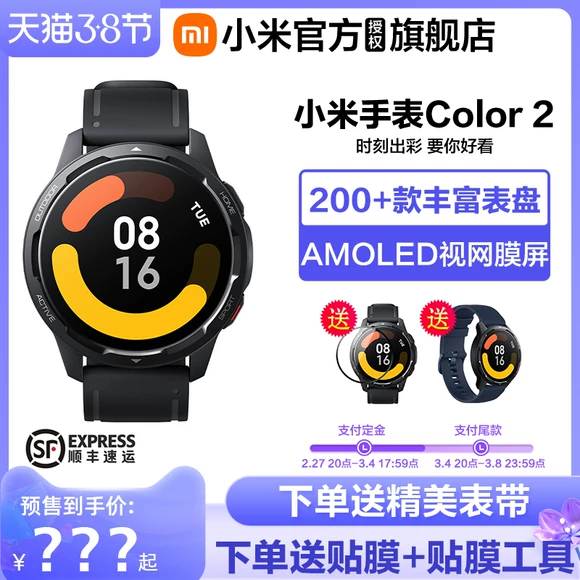 天猫3.8节
小米官方授权旗舰店
小米手表Color 2
时刻出彩 要你好看
200+款丰富表盘
AMOLED视网膜屏
OUTDOOR
HOME
ACTIVE
SPORT
TUE
08
16
送
送
TUE
08
16
08
16
支付定金
支付尾款
2.27 20点-3.4 17:59点
3.4 20点-3.8 23:59点
SF EXPRESS
顺丰速运
预售到手价:
¥ ???起
下单送精美表带
下单送贴膜+贴膜工具